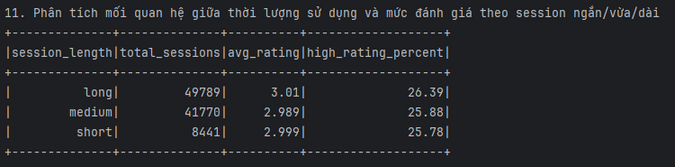 11. Phân tích mối quan hệ giữa thời lượng sử dụng và mức đánh giá theo session ngắn/vừa/dài
+--------------+--------------+----------+-------------------+
|session_length|total_sessions|avg_rating|high_rating_percent|
+--------------+--------------+----------+-------------------+
|          long|         49789|      3.01|              26.39|
|        medium|         41770|     2.989|              25.88|
|         short|          8441|     2.999|              25.78|
+--------------+--------------+----------+-------------------+